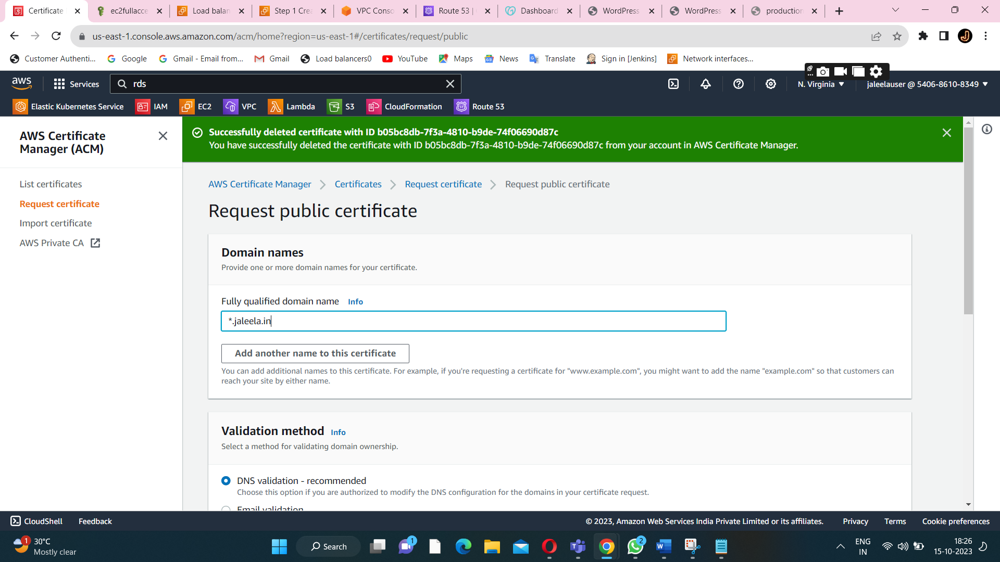 Certificate
ec2fullacce
Load balan
Step 1 Crea
VPC Conso
Route 53 |
Dashboard
WordPress
WordPress
production
us-east-1.console.aws.amazon.com/acm/home?region=us-east-1#/certificates/request/public
Customer Authenti...
Google
Gmail - Email from...
Gmail
Load balancers0
YouTube
Maps
News
Translate
Sign in [Jenkins]
Network interfaces...
aws
Services
rds
N. Virginia
jaleelauser @ 5406-8610-8349
Elastic Kubernetes Service
IAM
EC2
VPC
Lambda
S3
CloudFormation
Route 53
AWS Certificate
Manager (ACM)
List certificates
Request certificate
Import certificate
AWS Private CA
Successfully deleted certificate with ID b05bc8db-7f3a-4810-b9de-74f06690d87c
You have successfully deleted the certificate with ID b05bc8db-7f3a-4810-b9de-74f06690d87c from your account in AWS Certificate Manager.
AWS Certificate Manager
Certificates
Request certificate
Request public certificate
Request public certificate
Domain names
Provide one or more domain names for your certificate.
Fully qualified domain name Info
*.jaleela.in
Add another name to this certificate
You can add additional names to this certificate. For example, if you're requesting a certificate for "www.example.com", you might want to add the name "example.com" so that customers can
reach your site by either name.
Validation method Info
Select a method for validating domain ownership.
DNS validation - recommended
Choose this option if you are authorized to modify the DNS configuration for the domains in your certificate request.
Email validation
CloudShell
Feedback
© 2023, Amazon Web Services India Private Limited or its affiliates.
Privacy
Terms
Cookie preferences
1
30°C
Mostly clear
Search
1
2
ENG
IN
18:26
15-10-2023